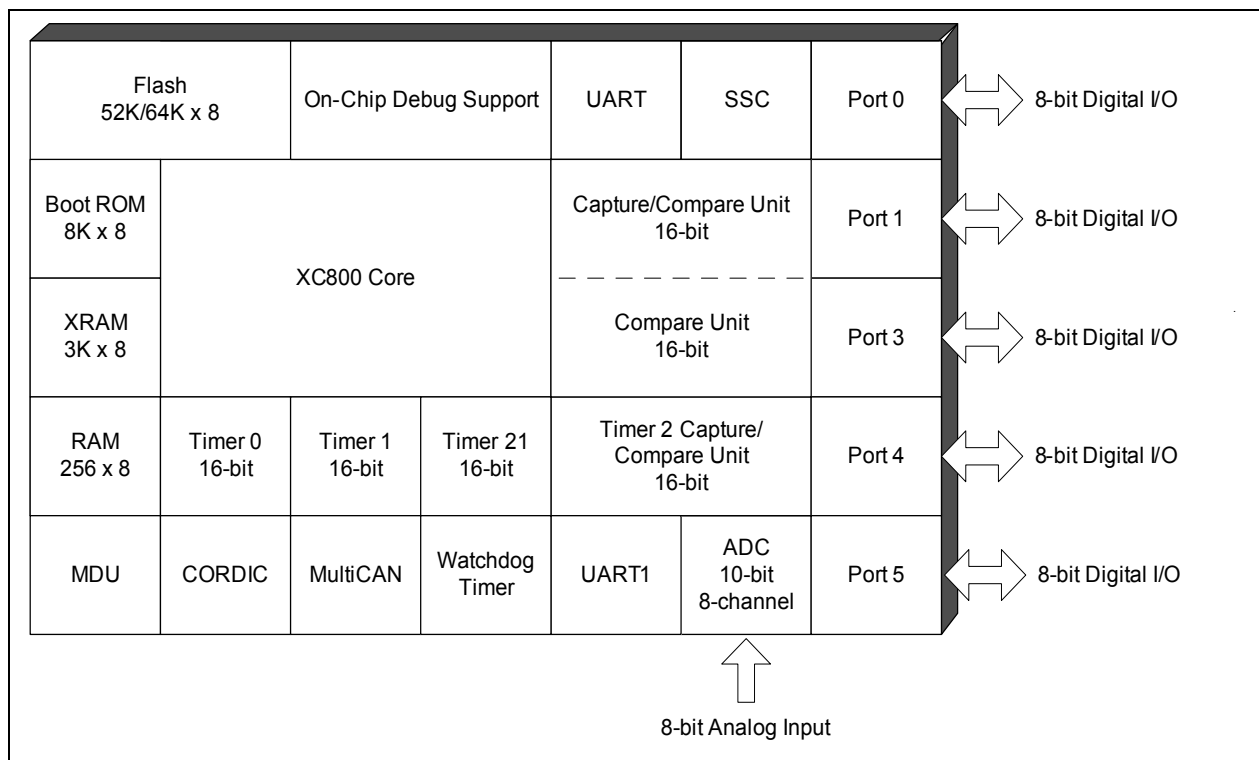 Flash
52K/64K x 8
On-Chip Debug Support
UART
SSC
Port 0
8-bit Digital I/O
Boot ROM
8K x 8
XC800 Core
Capture/Compare Unit
16-bit
Port 1
8-bit Digital I/O
XRAM
3K x 8
Compare Unit
16-bit
Port 3
8-bit Digital I/O
RAM
256 x 8
Timer 0
16-bit
Timer 1
16-bit
Timer 21
16-bit
Timer 2 Capture/
Compare Unit
16-bit
Port 4
8-bit Digital I/O
MDU
CORDIC
MultiCAN
Watchdog
Timer
UART1
ADC
10-bit
8-channel
Port 5
8-bit Digital I/O
8-bit Analog Input